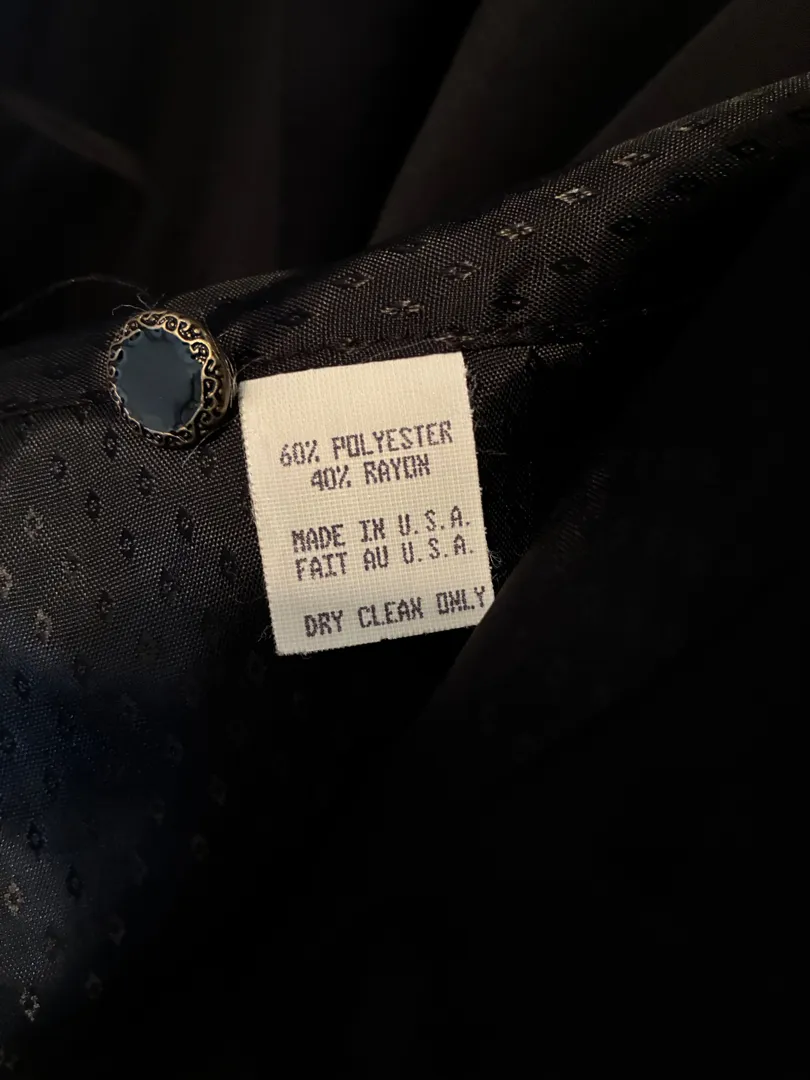 60% POLYESTER
40% RAYON
MADE IN U.S.A.
FAIT AU U.S.A.
DRY CLEAN ONLY